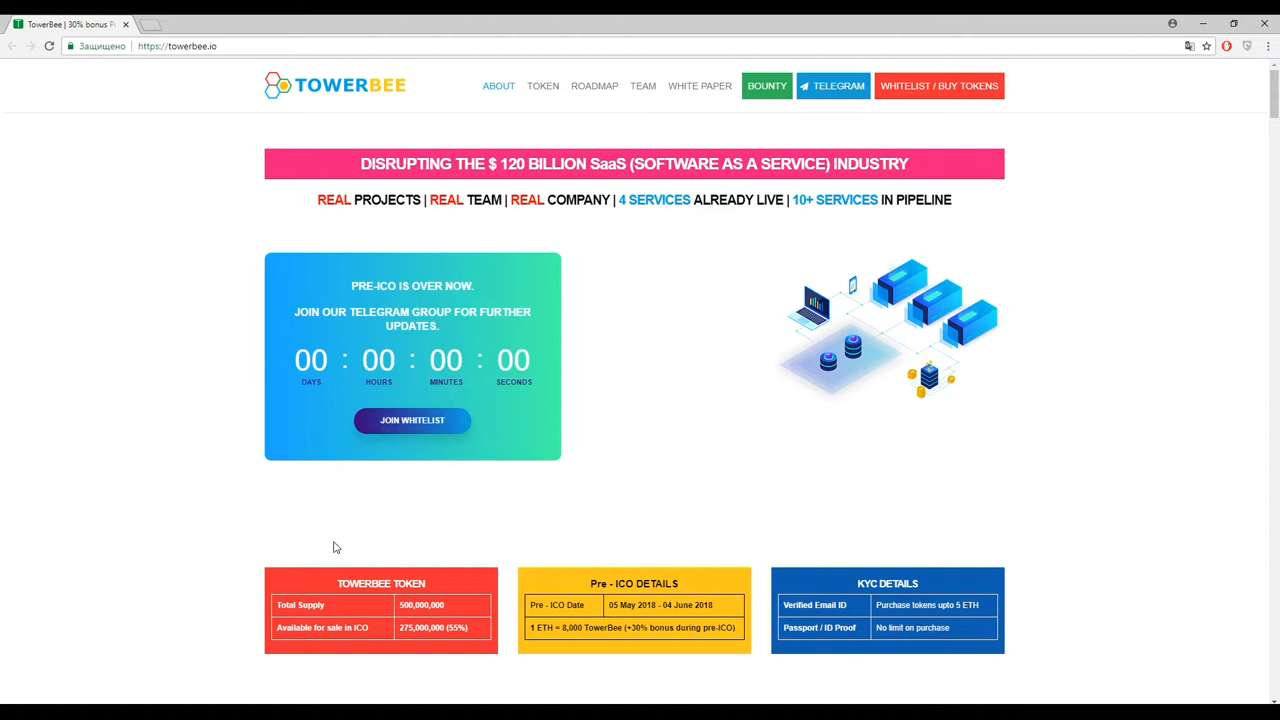 TowerBee | 30% bonus P
Защищено
https://towerbee.io
TOWERBEE
ABOUT
TOKEN
ROADMAP
TEAM
WHITE PAPER
BOUNTY
TELEGRAM
WHITELIST / BUY TOKENS
DISRUPTING THE $ 120 BILLION SaaS (SOFTWARE AS A SERVICE) INDUSTRY
REAL PROJECTS | REAL TEAM | REAL COMPANY | 4 SERVICES ALREADY LIVE | 10+ SERVICES IN PIPELINE
PRE-ICO IS OVER NOW.
JOIN OUR TELEGRAM GROUP FOR FURTHER
UPDATES.
00 : 00 : 00 : 00
DAYS HOURS MINUTES SECONDS
JOIN WHITELIST
TOWERBEE TOKEN
Total Supply 500,000,000
Available for sale in ICO 275,000,000 (55%)
Pre - ICO DETAILS
Pre - ICO Date 05 May 2018 - 04 June 2018
1 ETH = 8,000 TowerBee (+30% bonus during pre-ICO)
KYC DETAILS
Verified Email ID Purchase tokens upto 5 ETH
Passport / ID Proof No limit on purchase